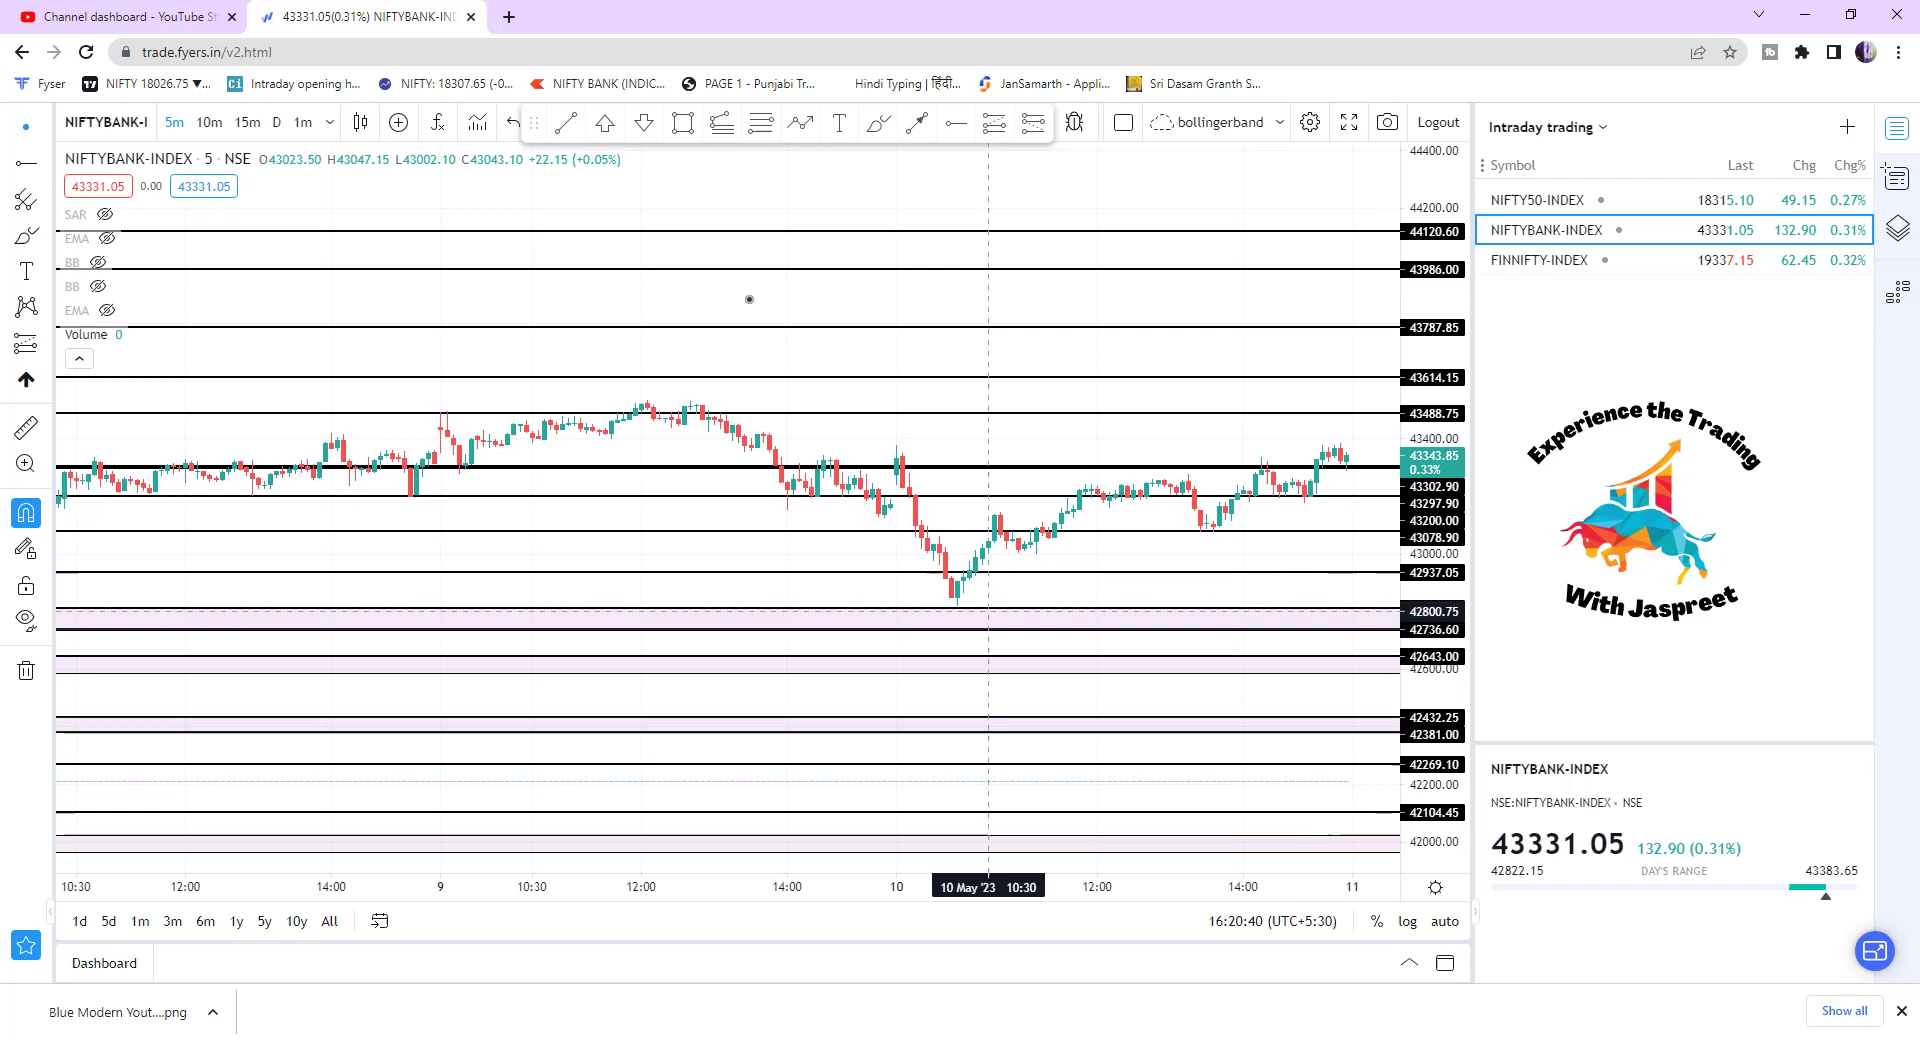 Channel dashboard - YouTube St
43331.05(0.31%) NIFTYBANK-IND
trade.fyers.in/v2.html
Fyser
NIFTY 18026.75 ▼...
Intraday opening h...
NIFTY: 18307.65 (-0...
NIFTY BANK (INDIC...
PAGE 1 - Punjabi Tr...
Hindi Typing | हिंदी...
JanSamarth - Appli...
Sri Dasam Granth S...
NIFTYBANK-I
5m 10m 15m D 1m
bollingerband
Logout
NIFTYBANK-INDEX · 5 · NSE O43023.50 H43047.15 L43002.10 C43043.10 +22.15 (+0.05%)
43331.05 0.00 43331.05
SAR
EMA
BB
BB
EMA
Volume 0
44400.00
44200.00
44120.60
43986.00
43787.85
43614.15
43488.75
43400.00
43343.85
0.33%
43302.90
43297.90
43200.00
43078.90
43000.00
42937.05
42800.75
42736.60
42643.00
42600.00
42432.25
42381.00
42269.10
42200.00
42104.45
42000.00
10:30 12:00 14:00 9 10:30 12:00 14:00 10 10 May '23 10:30 12:00 14:00 11
1d 5d 1m 3m 6m 1y 5y 10y All
16:20:40 (UTC+5:30) % log auto
Dashboard
Intraday trading
Symbol Last Chg Chg%
NIFTY50-INDEX 18315.10 49.15 0.27%
NIFTYBANK-INDEX 43331.05 132.90 0.31%
FINNIFTY-INDEX 19337.15 62.45 0.32%
Experience the Trading
With Jaspreet
NIFTYBANK-INDEX
NSE:NIFTYBANK-INDEX • NSE
43331.05 132.90 (0.31%)
42822.15 DAY'S RANGE 43383.65
Blue Modern Yout....png
Show all